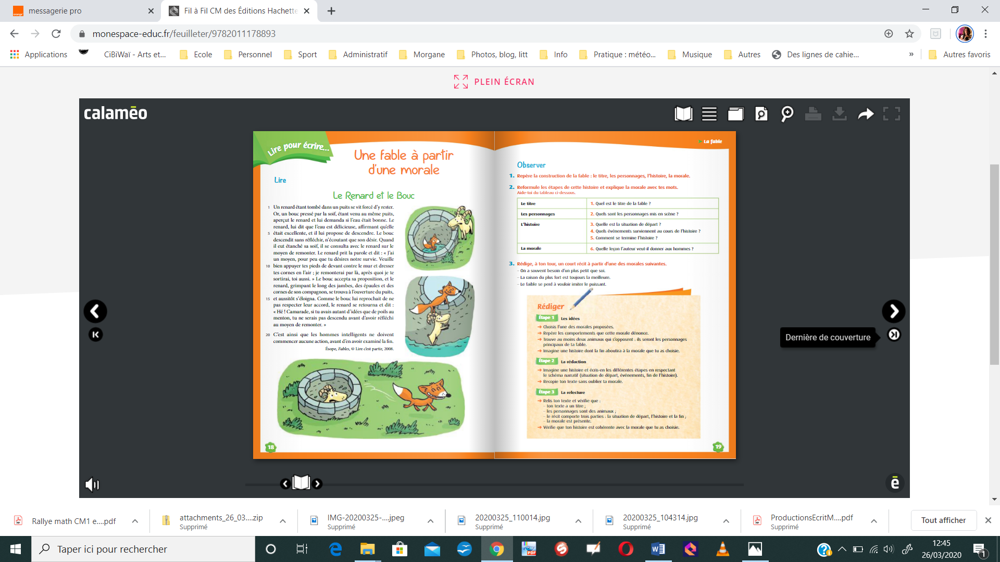 messagerie pro
Fil à Fil CM des Éditions Hachette
monespace-educ.fr/feuilleter/9782011178893
Applications
CiBiWaï - Arts et...
Ecole
Personnel
Sport
Administratif
Morgane
Photos, blog, litt
Info
Pratique : météo...
Musique
Autres
Des lignes de cahie...
»
Autres favoris
PLEIN ÉCRAN
calaméo
Lire pour écrire...
Une fable à partir
d'une morale
Lire
Le Renard et le Bouc
1 Un renard étant tombé dans un puits se vit forcé d'y rester.
Or, un bouc pressé par la soif, étant venu au même puits,
aperçut le renard et lui demanda si l'eau était bonne. Le
renard, lui dit que l'eau est délicieuse, affirmant qu'elle
5 était excellente, et il lui propose de descendre. Le bouc
descendit sans réfléchir, n'écoutant que son désir. Quand
il eut étanché sa soif, il se consulta avec le renard sur le
moyen de remonter. Le renard prit la parole et dit : « J'ai
un moyen, pour peu que tu désires notre survie. Veuille
10 bien appuyer tes pieds de devant contre le mur et dresser
tes cornes en l'air ; je remonterai par là, après quoi je te
sortirai, toi aussi. » Le bouc accepta sa proposition, et le
renard, grimpant le long des jambes, des épaules et des
cornes de son compagnon, se trouva à l'ouverture du puits,
15 et aussitôt s'éloigna. Comme le bouc lui reprochait de ne
pas respecter leur accord, le renard se retourna et dit :
« Hé ! Camarade, si tu avais autant d'idées que de poils au
menton, tu ne serais pas descendu avant d'avoir réfléchi
au moyen de remonter. »
20 C'est ainsi que les hommes intelligents ne doivent
commencer aucune action, avant d'en avoir examiné la fin.
Ésope, Fables, © Lire c'est partir, 2008.
18
La fable
Observer
1. Repère la construction de la fable : le titre, les personnages, l'histoire, la morale.
2. Reformule les étapes de cette histoire et explique la morale avec tes mots.
Aide-toi du tableau ci-dessous.
Le titre
1. Quel est le titre de la fable ?
Les personnages
2. Quels sont les personnages mis en scène ?
L'histoire
3. Quelle est la situation de départ ?
4. Quels événements surviennent au cours de l'histoire ?
5. Comment se termine l'histoire ?
La morale
6. Quelle leçon l'auteur veut-il donner aux hommes ?
3. Rédige, à ton tour, un court récit à partir d'une des morales suivantes.
– On a souvent besoin d'un plus petit que soi.
– La raison du plus fort est toujours la meilleure.
– Le faible se perd à vouloir imiter le puissant.
Rédiger
Étape 1 Les idées
➔ Choisis l'une des morales proposées.
➔ Repère les comportements que cette morale dénonce.
➔ Trouve au moins deux animaux qui s'opposent : ils seront les personnages
principaux de ta fable.
➔ Imagine une histoire dont la fin aboutira à la morale que tu as choisie.
Étape 2 La rédaction
➔ Imagine une histoire et écris-en les différentes étapes en respectant
le schéma narratif (situation de départ, événements, fin de l'histoire).
➔ Recopie ton texte sans oublier ta morale.
Étape 3 La relecture
➔ Relis ton texte et vérifie que :
– ton texte a un titre ;
– les personnages sont des animaux ;
– le récit comporte trois parties : la situation de départ, l'histoire et la fin ;
– la morale est présente.
➔ Vérifie que ton histoire est cohérente avec la morale que tu as choisie.
19
Dernière de couverture
Rallye math CM1 e....pdf
attachments_26_03....zip
Supprimé
IMG-20200325-....jpeg
Supprimé
20200325_110014.jpg
Supprimé
20200325_104314.jpg
Supprimé
ProductionsEcritM....pdf
Supprimé
Tout afficher
Taper ici pour rechercher
12:45
26/03/2020
1